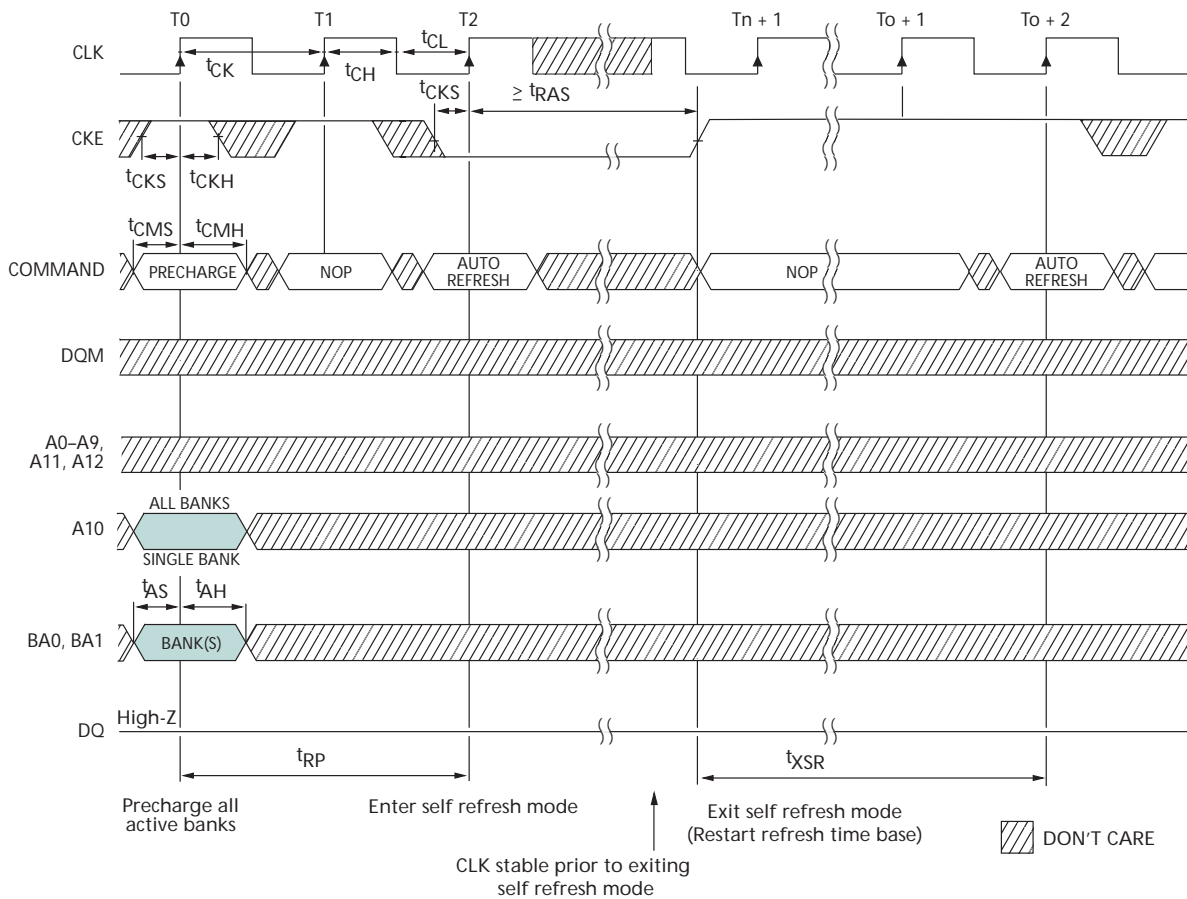 T0 T1 T2 Tn + 1 To + 1 To + 2
CLK
tCK tCH tCL
tCKS ≥ tRAS
CKE
tCKS tCKH
tCMS tCMH
COMMAND PRECHARGE NOP AUTO REFRESH NOP AUTO REFRESH
DQM
A0–A9,
A11, A12
ALL BANKS
A10
SINGLE BANK
tAS tAH
BA0, BA1 BANK(S)
High-Z
DQ
tRP tXSR
Precharge all
active banks
Enter self refresh mode
CLK stable prior to exiting
self refresh mode
Exit self refresh mode
(Restart refresh time base)
DON'T CARE